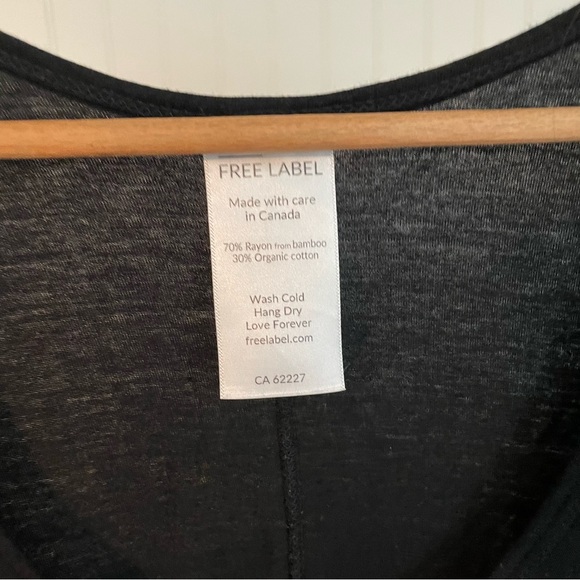 FREE LABEL
Made with care
in Canada
70% Rayon from bamboo
30% Organic cotton
Wash Cold
Hang Dry
Love Forever
freelabel.com
CA 62227